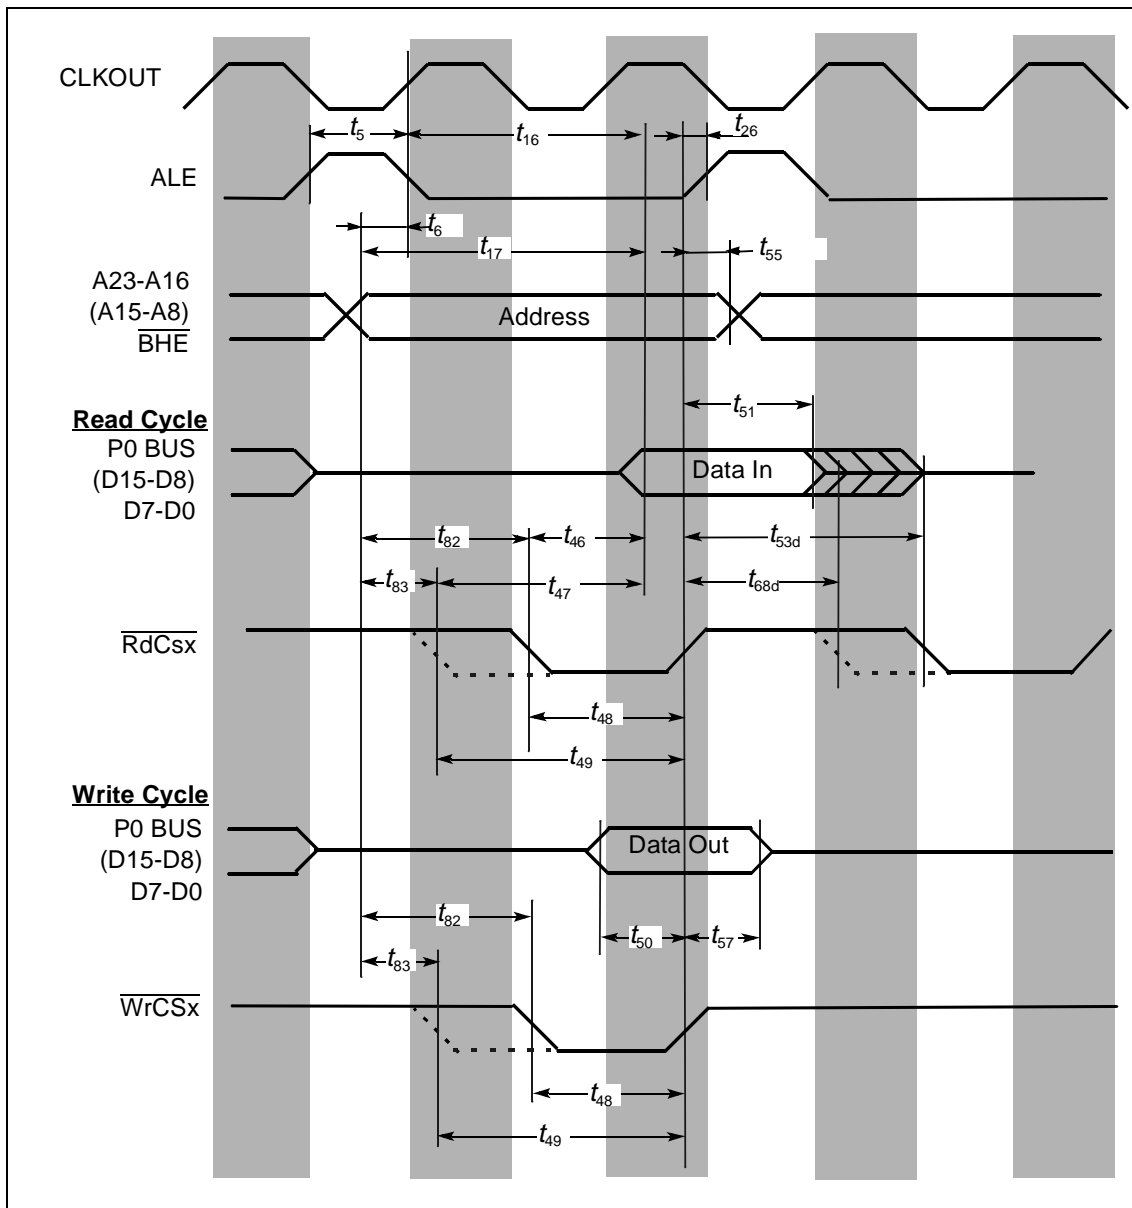 CLKOUT
t5
t16
t26
ALE
t6
t17
t55
A23-A16
(A15-A8)
BHE
Address
t51
Read Cycle
P0 BUS
(D15-D8)
D7-D0
Data In
t82
t46
t53d
t83
t47
t68d
RdCsx
t48
t49
Write Cycle
P0 BUS
(D15-D8)
D7-D0
Data Out
t82
t50
t57
t83
WrCSx
t48
t49